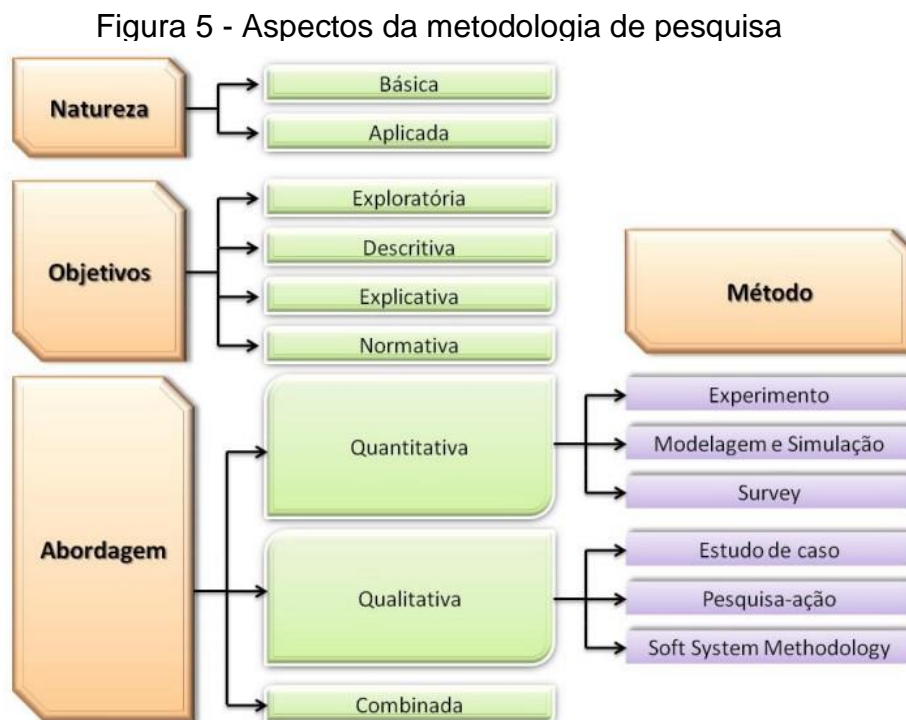 Figura 5 - Aspectos da metodologia de pesquisa
Natureza
Básica
Aplicada
Objetivos
Exploratória
Descritiva
Explicativa
Normativa
Método
Abordagem
Quantitativa
Experimento
Modelagem e Simulação
Survey
Qualitativa
Estudo de caso
Pesquisa-ação
Soft System Methodology
Combinada